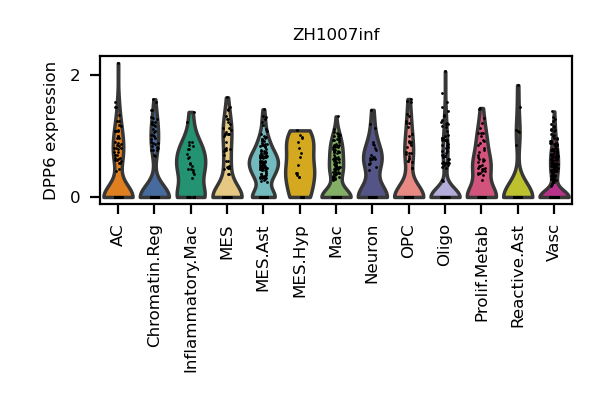 ZH1007inf
DPP6 expression
2
0
AC
Chromatin.Reg
Inflammatory.Mac
MES
MES.Ast
MES.Hyp
Mac
Neuron
OPC
Oligo
Prolif.Metab
Reactive.Ast
Vasc